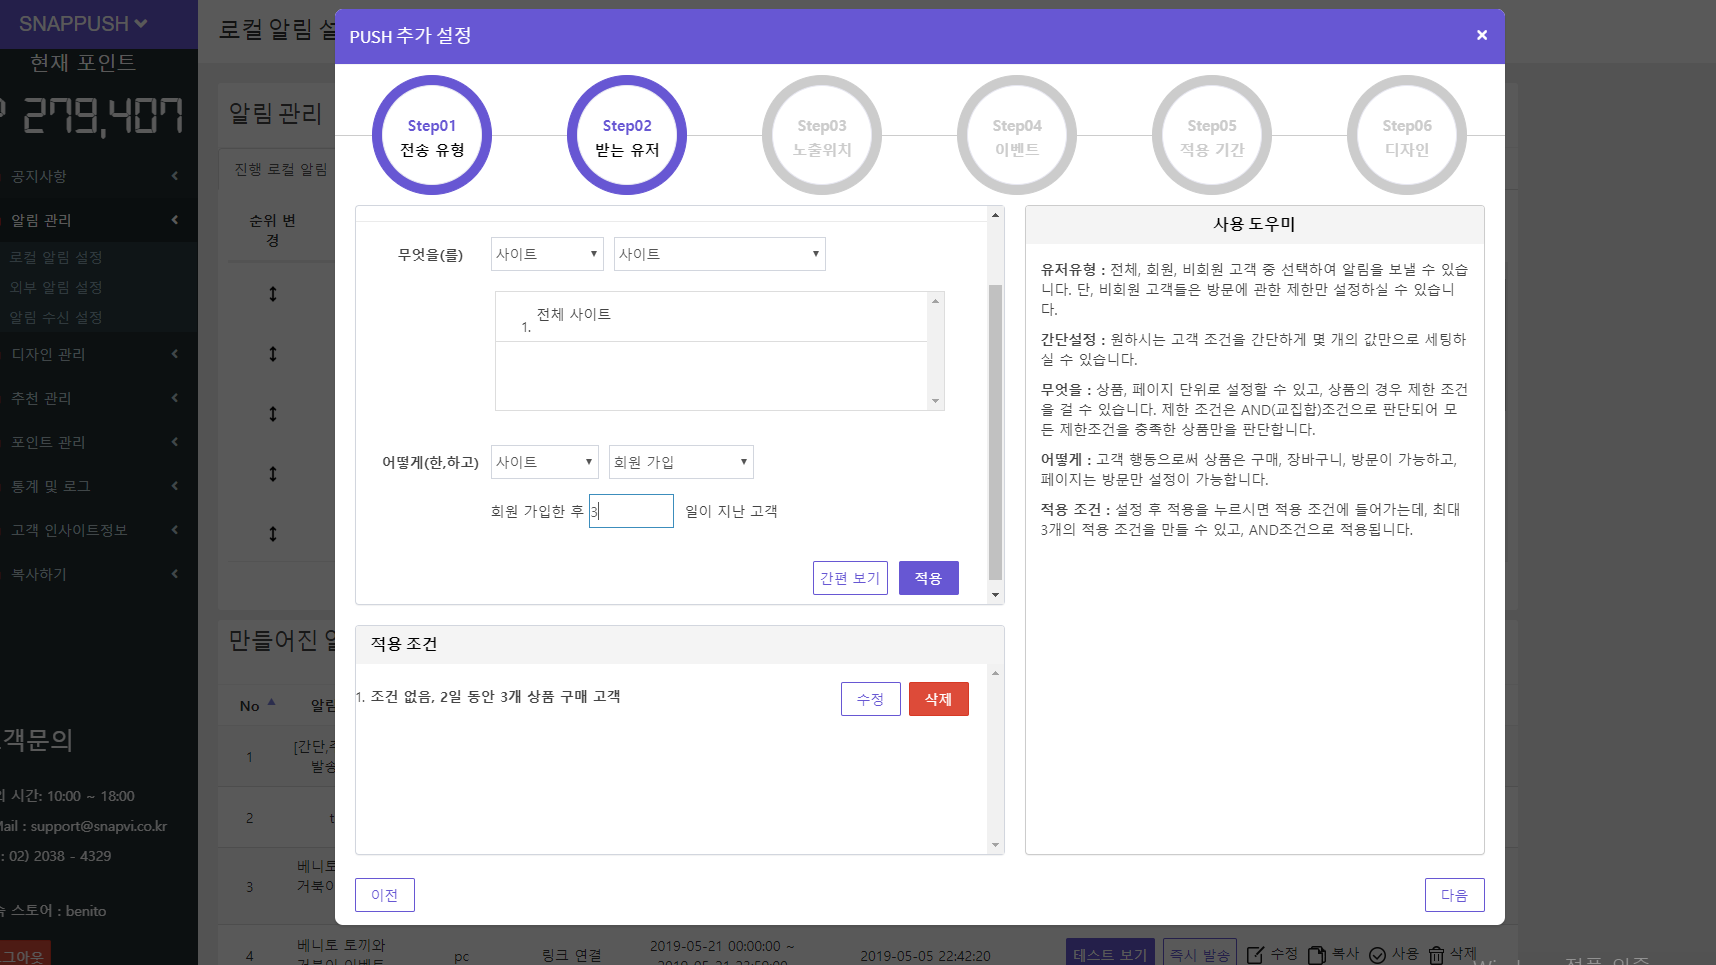 SNAPPUSH
현재 포인트
279,407
공지사항
알림 관리
로컬 알림 설정
외부 알림 설정
알림 수신 설정
디자인 관리
추천 관리
포인트 관리
통계 및 로그
고객 인사이트정보
복사하기
객문의
시간: 10:00 ~ 18:00
ail : support@snapvi.co.kr
: 02) 2038 - 4329
스토어 : benito
그아웃
로컬 알림 설
알림 관리
진행 로컬 알림
순위 변
경
만들어진 알
No
알림
1
[간단,
발송
2
t
3
베니토
거북이
4
베니토 토끼와
거북이 이벤트
pc
링크 연결
2019-05-21 00:00:00 ~
2019-05-05 22:42:20
테스트 보기
즉시 발송
수정
복사
사용
삭제
PUSH 추가 설정
×
Step01
전송 유형
Step02
받는 유저
Step03
노출위치
Step04
이벤트
Step05
적용 기간
Step06
디자인
무엇을(를)
사이트
사이트
1. 전체 사이트
어떻게(한,하고)
사이트
회원 가입
회원 가입한 후 3 일이 지난 고객
간편 보기
적용
적용 조건
1. 조건 없음, 2일 동안 3개 상품 구매 고객
수정
삭제
사용 도우미
유저유형 : 전체, 회원, 비회원 고객 중 선택하여 알림을 보낼 수 있습
니다. 단, 비회원 고객들은 방문에 관한 제한만 설정하실 수 있습니
다.
간단설정 : 원하시는 고객 조건을 간단하게 몇 개의 값만으로 세팅하
실 수 있습니다.
무엇을 : 상품, 페이지 단위로 설정할 수 있고, 상품의 경우 제한 조건
을 걸 수 있습니다. 제한 조건은 AND(교집합)조건으로 판단되어 모
든 제한조건을 충족한 상품만을 판단합니다.
어떻게 : 고객 행동으로써 상품은 구매, 장바구니, 방문이 가능하고,
페이지는 방문만 설정이 가능합니다.
적용 조건 : 설정 후 적용을 누르시면 적용 조건에 들어가는데, 최대
3개의 적용 조건을 만들 수 있고, AND조건으로 적용됩니다.
이전
다음